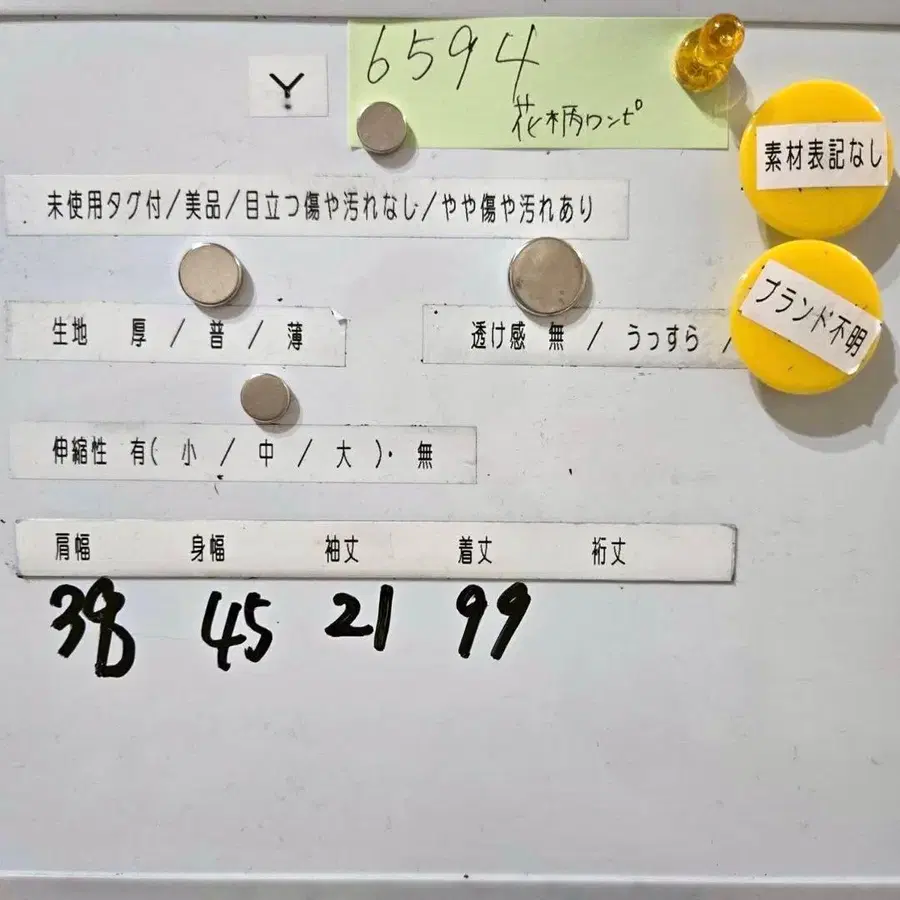 6594
花柄ワンピ
Y
素材表記なし
未使用タグ付/美品/目立つ傷や汚れなし/やや傷や汚れあり
ブランド不明
生地 厚 / 普 / 薄
透け感 無 / うっすら /
伸縮性 有( 小 / 中 / 大 )・ 無
肩幅 身幅 袖丈 着丈 裄丈
38 45 21 99